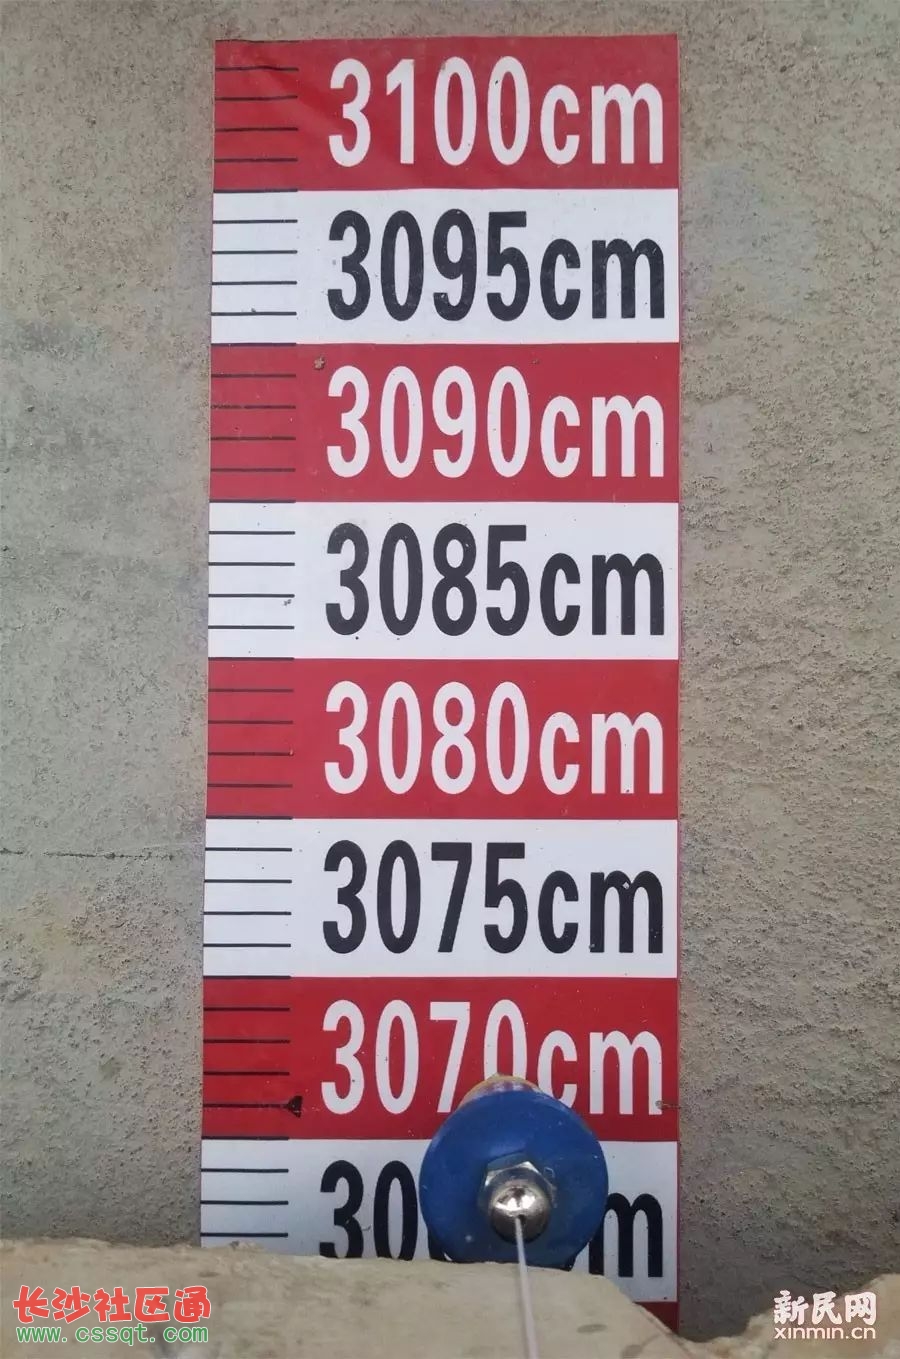 3100cm
3095cm
3090cm
3085cm
3080cm
3075cm
3070cm
长沙社区通
www.cssqt.com
新民网
xinmin.cn